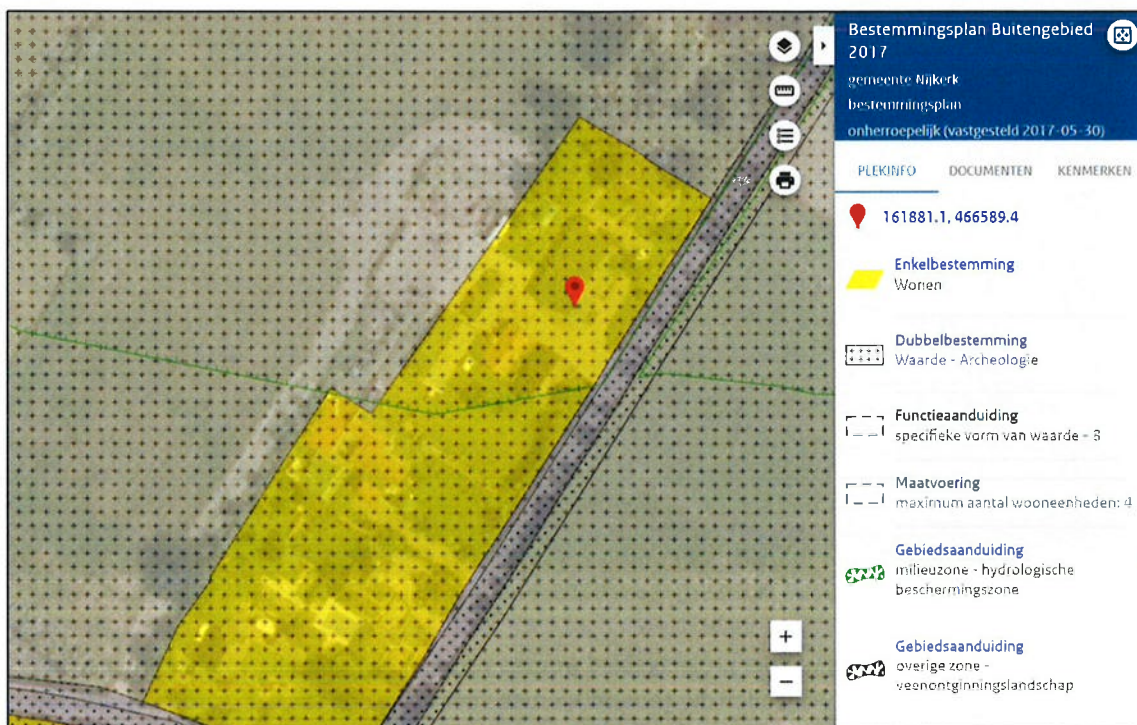 Bestemmingsplan Buitengebied
2017
gemeente Nijkerk
bestemmingsplan
onherroepelijk (vastgesteld 2017-05-30)
PLEKINFO DOCUMENTEN KENMERKEN
161881.1, 466589.4
Enkelbestemming
Wonen
Dubbelbestemming
Waarde - Archeologie
Functieaanduiding
specifieke vorm van waarde -
Maatvoering
maximum aantal wooneenheden: 4
Gebiedsaanduiding
milieuzone - hydrologische
beschermingszone
Gebiedsaanduiding
overige zone -
veenontginningslandschap